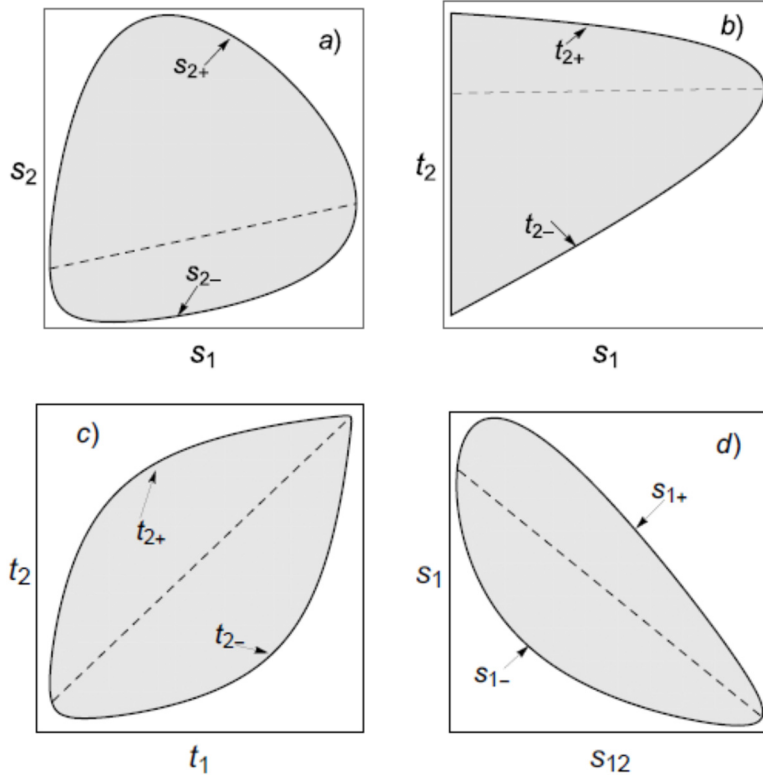 a)
s₂₊
s₂
s₂₋
s₁
b)
t₂₊
t₂
t₂₋
s₁
c)
t₂₊
t₂
t₂₋
t₁
d)
s₁₊
s₁
s₁₋
s₁₂